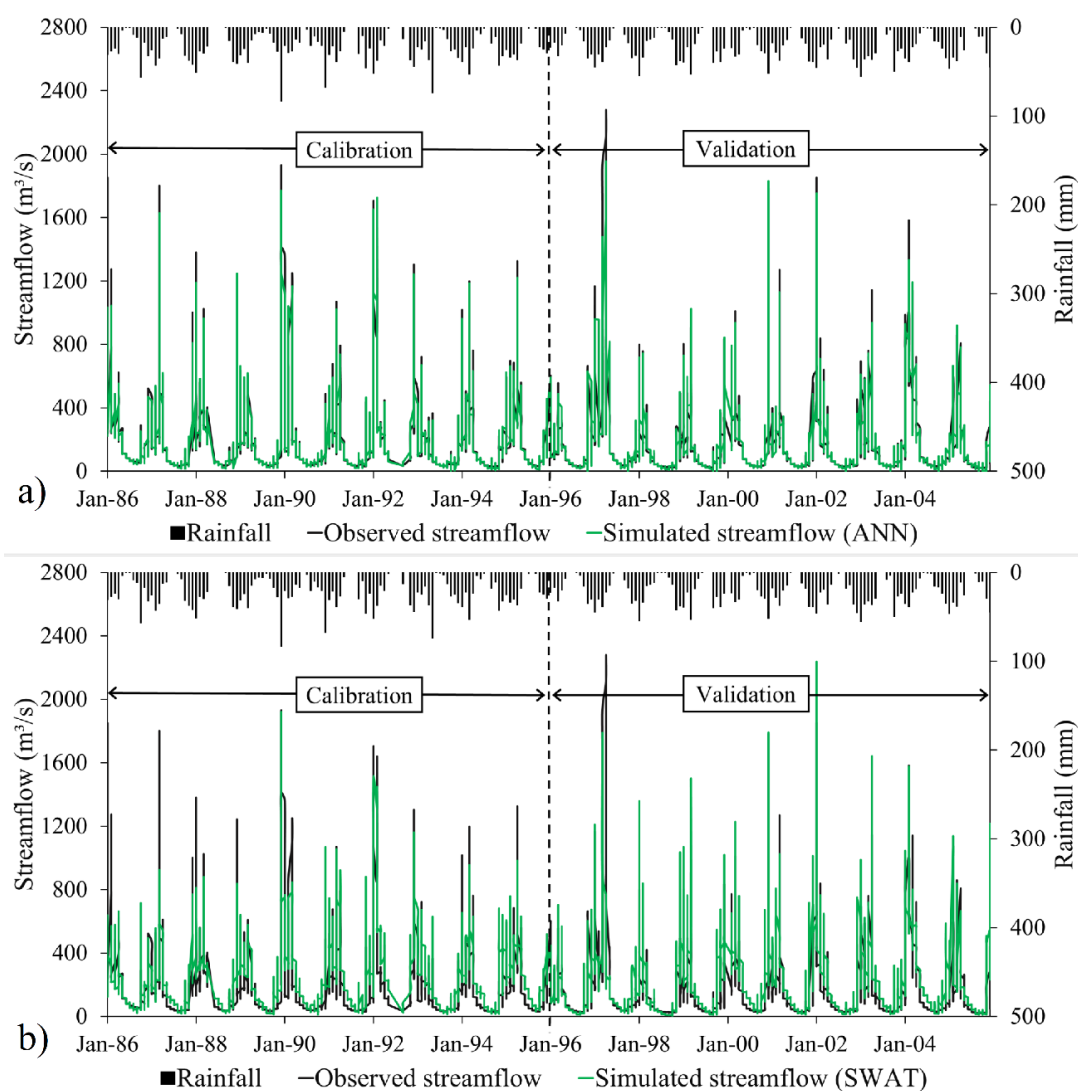 2800
2400
2000
1600
1200
800
400
0
Streamflow (m³/s)
0
100
200
300
400
500
Rainfall (mm)
Calibration
Validation
a)
Jan-86 Jan-88 Jan-90 Jan-92 Jan-94 Jan-96 Jan-98 Jan-00 Jan-02 Jan-04
Rainfall Observed streamflow Simulated streamflow (ANN)
2800
2400
2000
1600
1200
800
400
0
Streamflow (m³/s)
0
100
200
300
400
500
Rainfall (mm)
Calibration
Validation
b)
Jan-86 Jan-88 Jan-90 Jan-92 Jan-94 Jan-96 Jan-98 Jan-00 Jan-02 Jan-04
Rainfall Observed streamflow Simulated streamflow (SWAT)